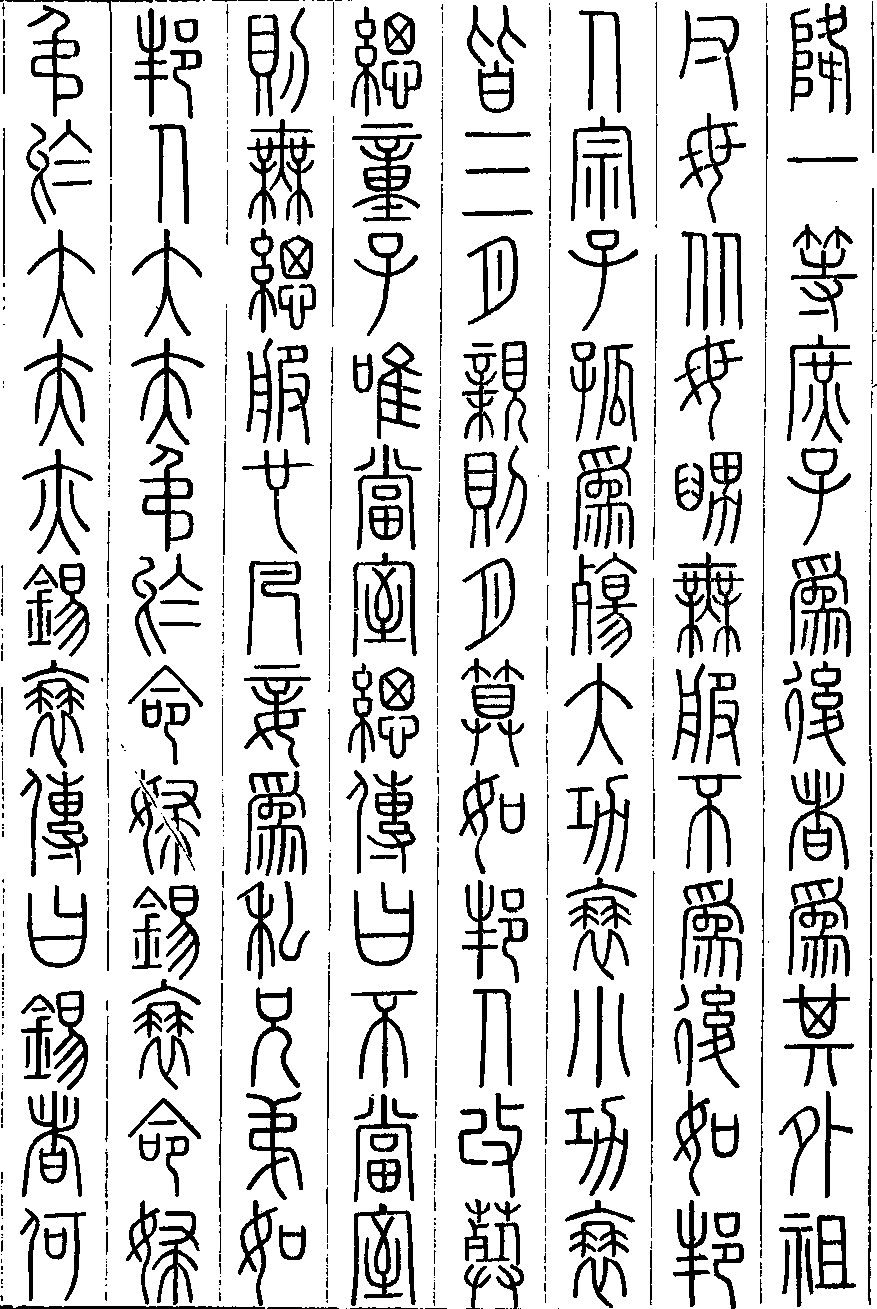 降一等庶子爲後者爲其外祖
父母从母舅無服不爲後如邦
人宗子孤爲殤大功衰小功衰
皆三月親則月算如邦人改葬
緦童子唯當室緦傳曰不當室
則無緦服也凡妾爲私兄弟如
邦人大夫弔於命婦錫衰命婦
弔於大夫亦錫衰傳曰錫者何